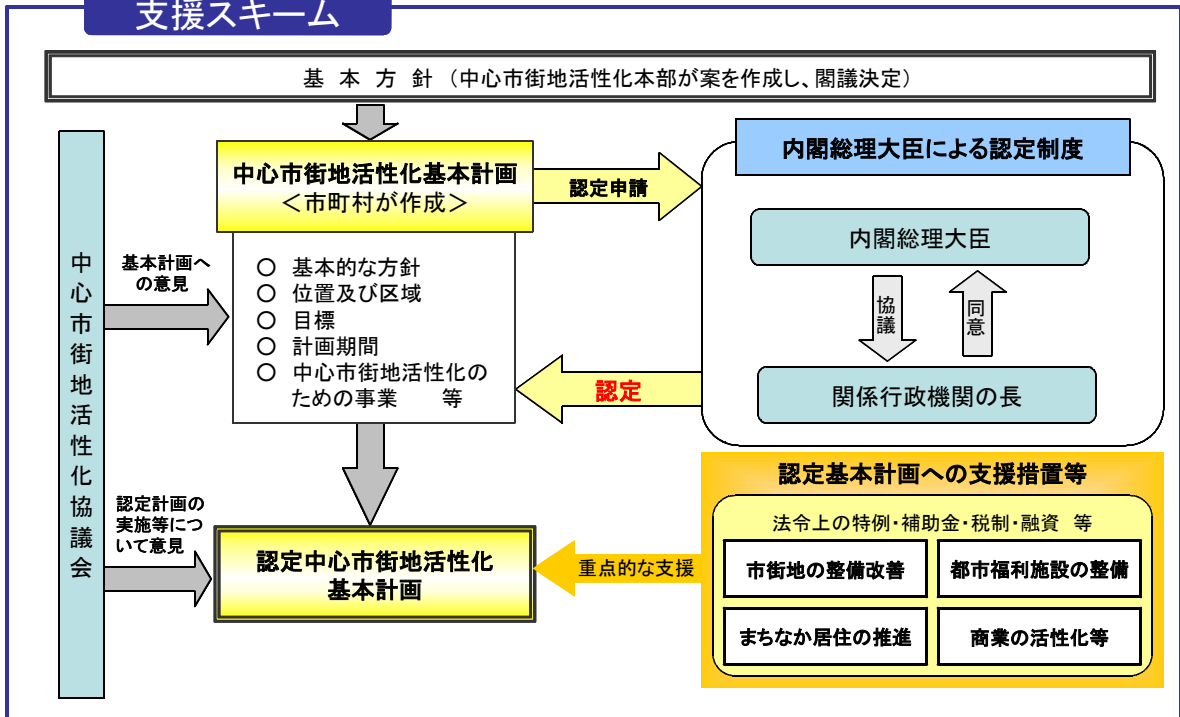 支援スキーム
基 本 方 針 (中心市街地活性化本部が案を作成し、閣議決定)
中心市街地活性化協議会
中心市街地活性化基本計画
＜市町村が作成＞
認定申請
内閣総理大臣による認定制度
内閣総理大臣
協議
同意
関係行政機関の長
基本計画へ
の意見
○ 基本的な方針
○ 位置及び区域
○ 目標
○ 計画期間
○ 中心市街地活性化の
ための事業 等
認定
認定計画の
実施等につ
いて意見
認定中心市街地活性化
基本計画
重点的な支援
認定基本計画への支援措置等
法令上の特例・補助金・税制・融資 等
市街地の整備改善
都市福利施設の整備
まちなか居住の推進
商業の活性化等